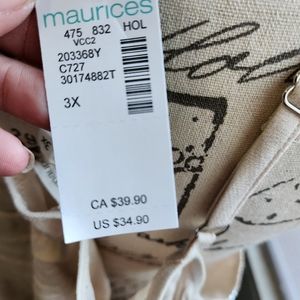 maurices
475 832 HOL
VCC2
203368Y
C727
30174882T
3X
CA $39.90
US $34.90